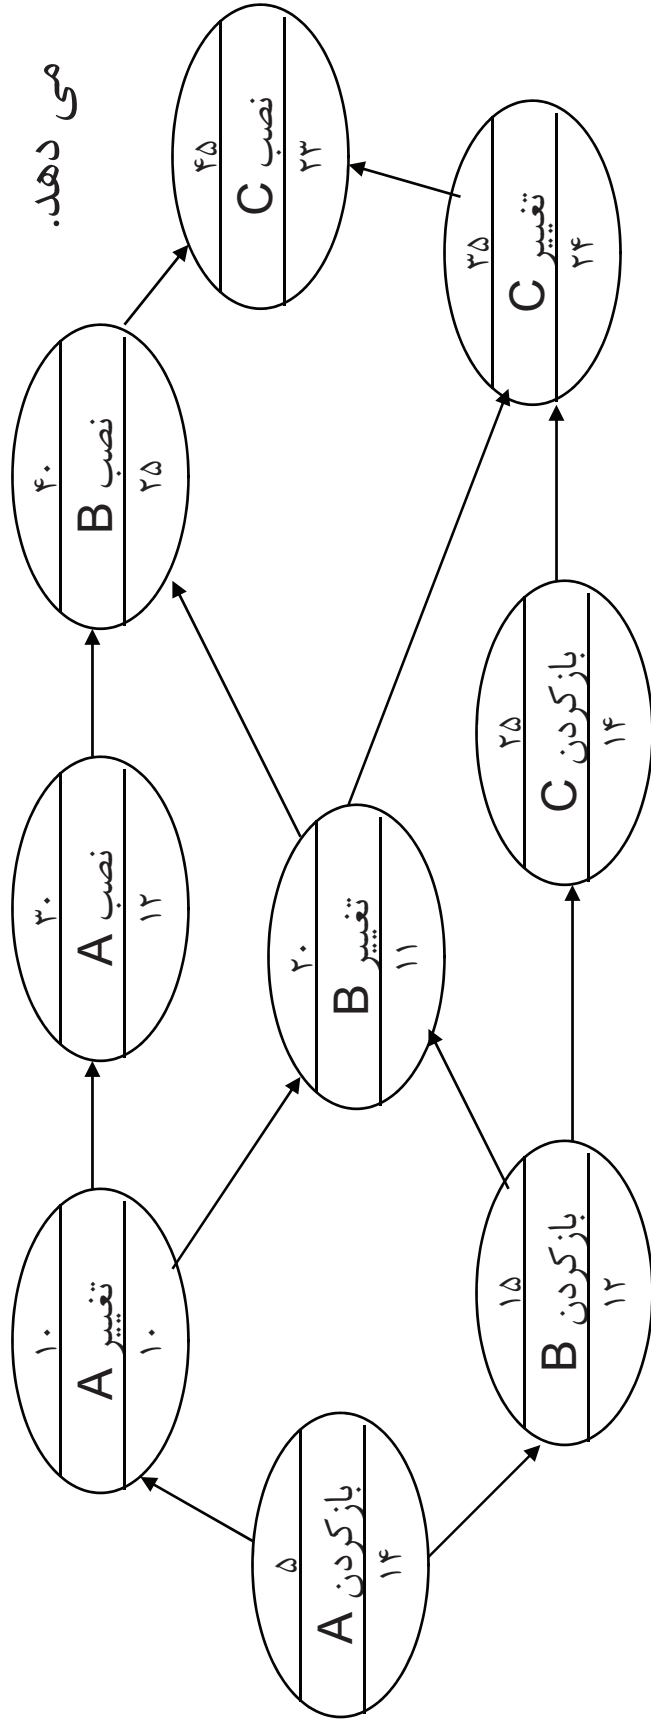 می دهد.
۵
بازکردن A
۱۴
۱۰
تغییر A
۱۰
۱۵
بازکردن B
۱۲
۳۰
نصب A
۱۲
۲۰
تغییر B
۱۱
۲۵
بازکردن C
۱۴
۴۰
نصب B
۲۵
۳۵
تغییر C
۲۴
۴۵
نصب C
۲۳